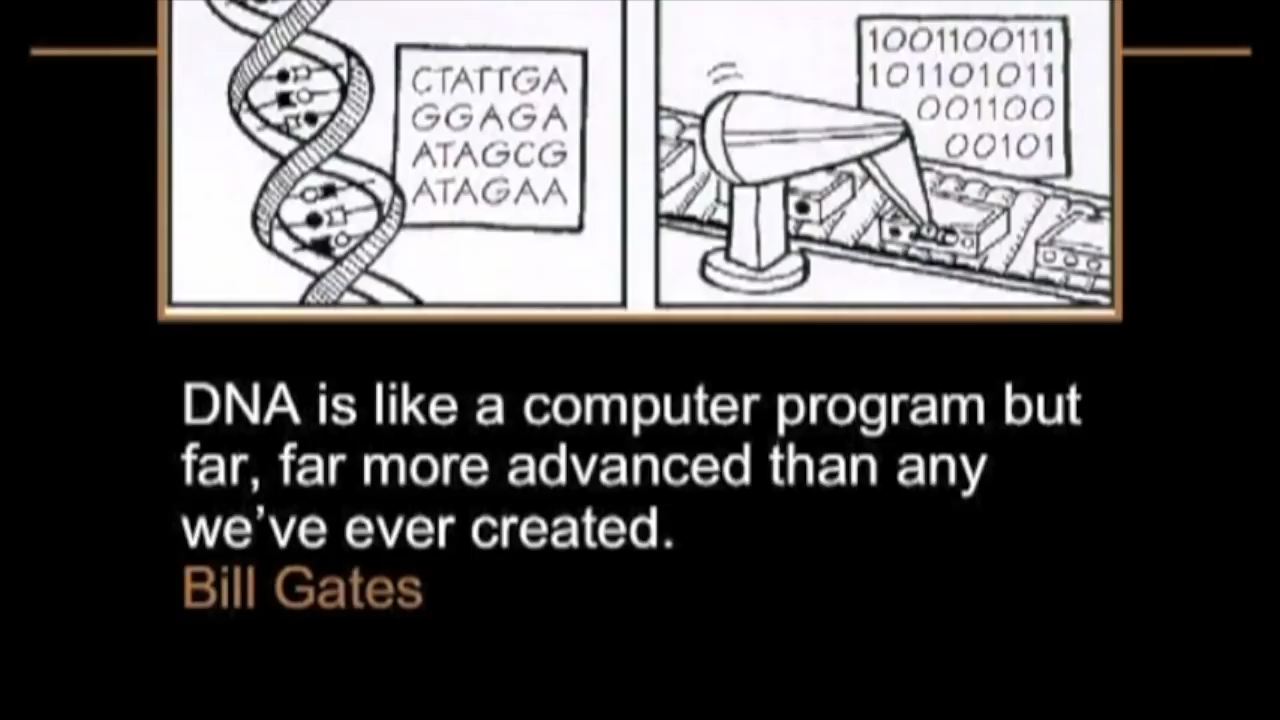 CTATTGA
GGAGA
ATAGCG
ATAGAA
1001100111
101101011
001100
00101
DNA is like a computer program but
far, far more advanced than any
we've ever created.
Bill Gates